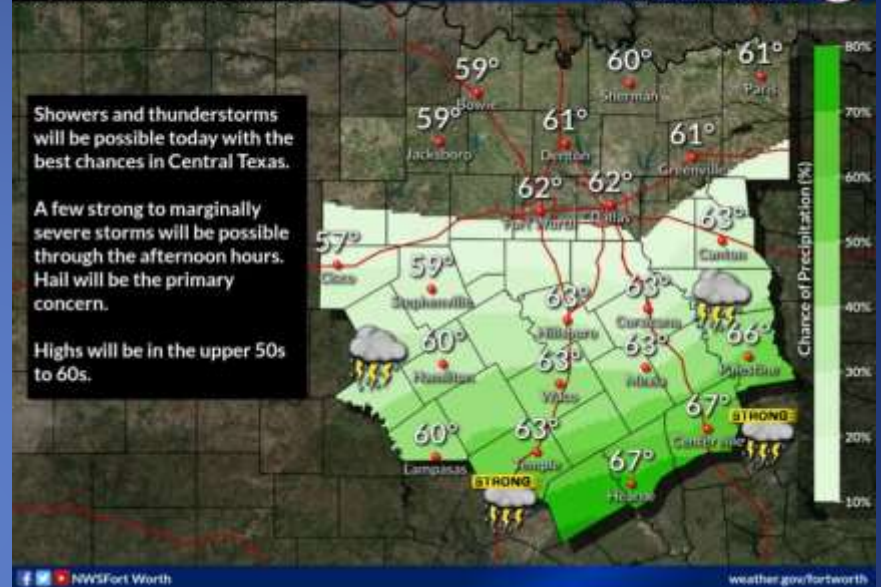 Showers and thunderstorms
will be possible today with the
best chances in Central Texas.
A few strong to marginally
severe storms will be possible
through the afternoon hours.
Hail will be the primary
concern.
Highs will be in the upper 50s
to 60s.
59°
Bowie
60°
Sherman
61°
Paris
59°
Jacksboro
61°
Denton
61°
Greenville
62°
Fort Worth
62°
Dallas
57°
Cisco
63°
Canton
59°
Stephenville
63°
Hillsboro
63°
Corsicana
60°
Hamilton
63°
Waco
63°
Mexia
66°
Palestine
60°
Lampasas
63°
Temple
67°
Hearne
67°
Centerville
STRONG
STRONG
Chance of Precipitation (%)
80%
70%
60%
50%
40%
30%
20%
10%
NWSFort Worth
weather.gov/fortworth